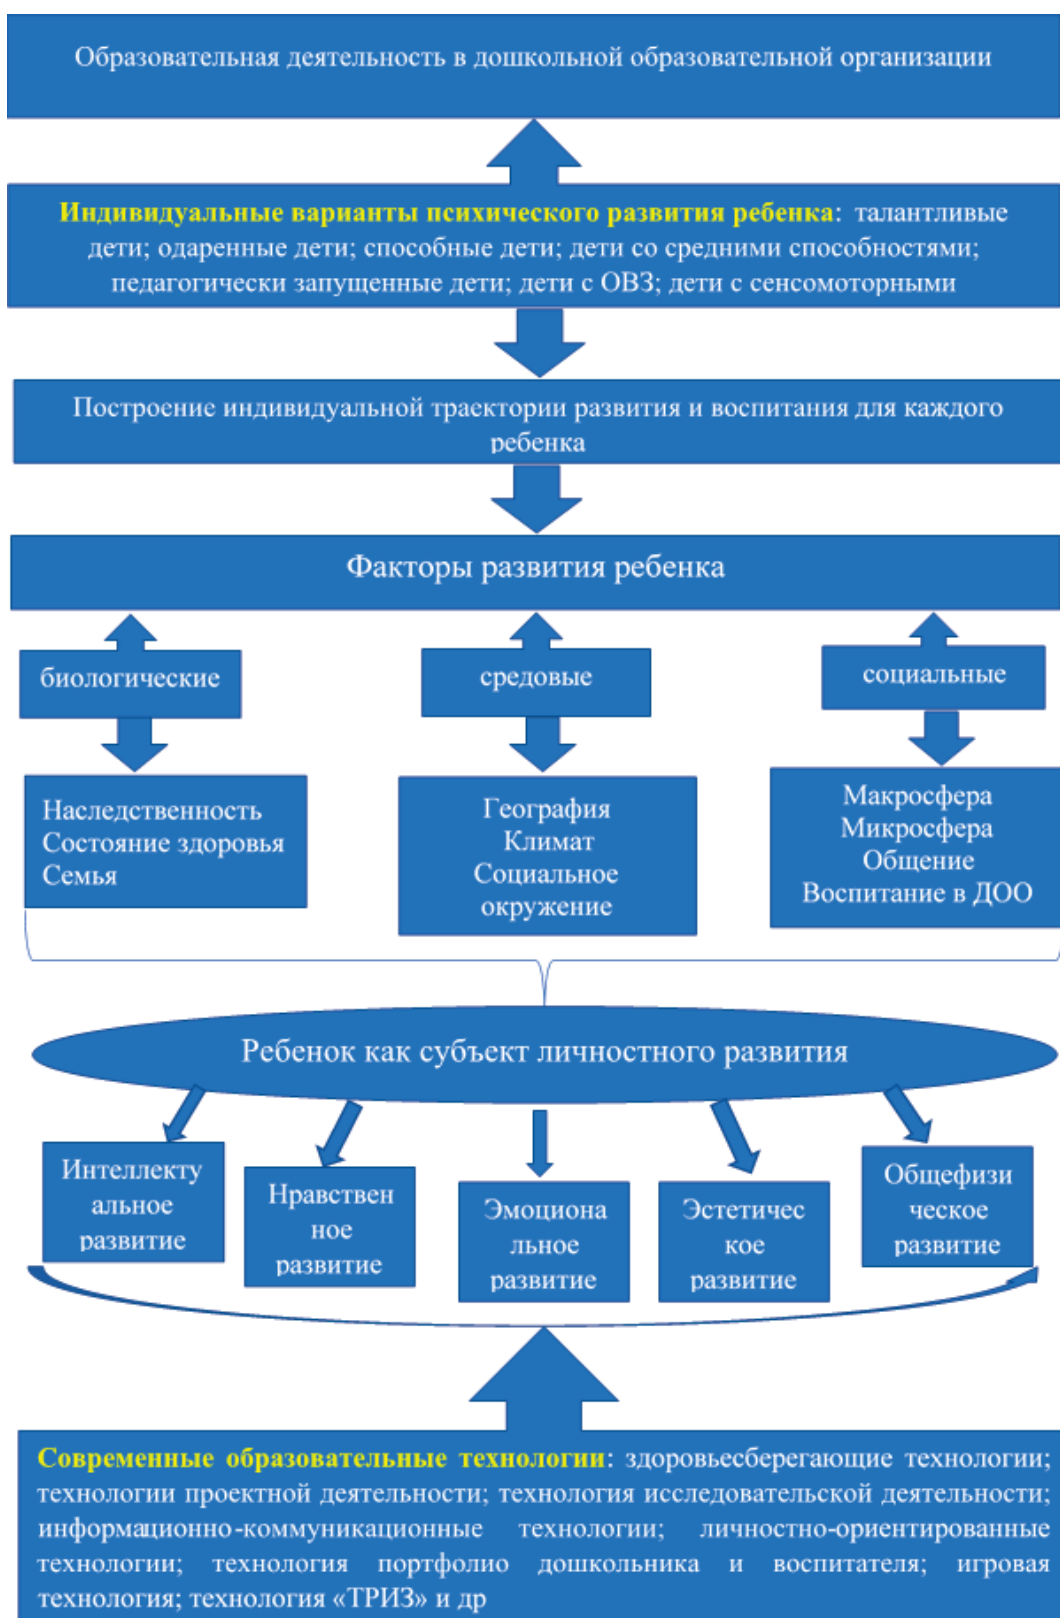 Образовательная деятельность в дошкольной образовательной организации
Индивидуальные варианты психического развития ребенка: талантливые
дети; одаренные дети; способные дети; дети со средними способностями;
педагогически запущенные дети; дети с ОВЗ; дети с сенсомоторными
Построение индивидуальной траектории развития и воспитания для каждого
ребенка
Факторы развития ребенка
биологические
средовые
социальные
Наследственность
Состояние здоровья
Семья
География
Климат
Социальное
окружение
Макросфера
Микросфера
Общение
Воспитание в ДОО
Ребенок как субъект личностного развития
Интеллекту
альное
развитие
Нравствен
ное
развитие
Эмоциона
льное
развитие
Эстетичес
кое
развитие
Общефизи
ческое
развитие
Современные образовательные технологии: здоровьесберегающие технологии;
технологии проектной деятельности; технология исследовательской деятельности;
информационно-коммуникационные технологии; личностно-ориентированные
технологии; технология портфолио дошкольника и воспитателя; игровая
технология; технология «ТРИЗ» и др